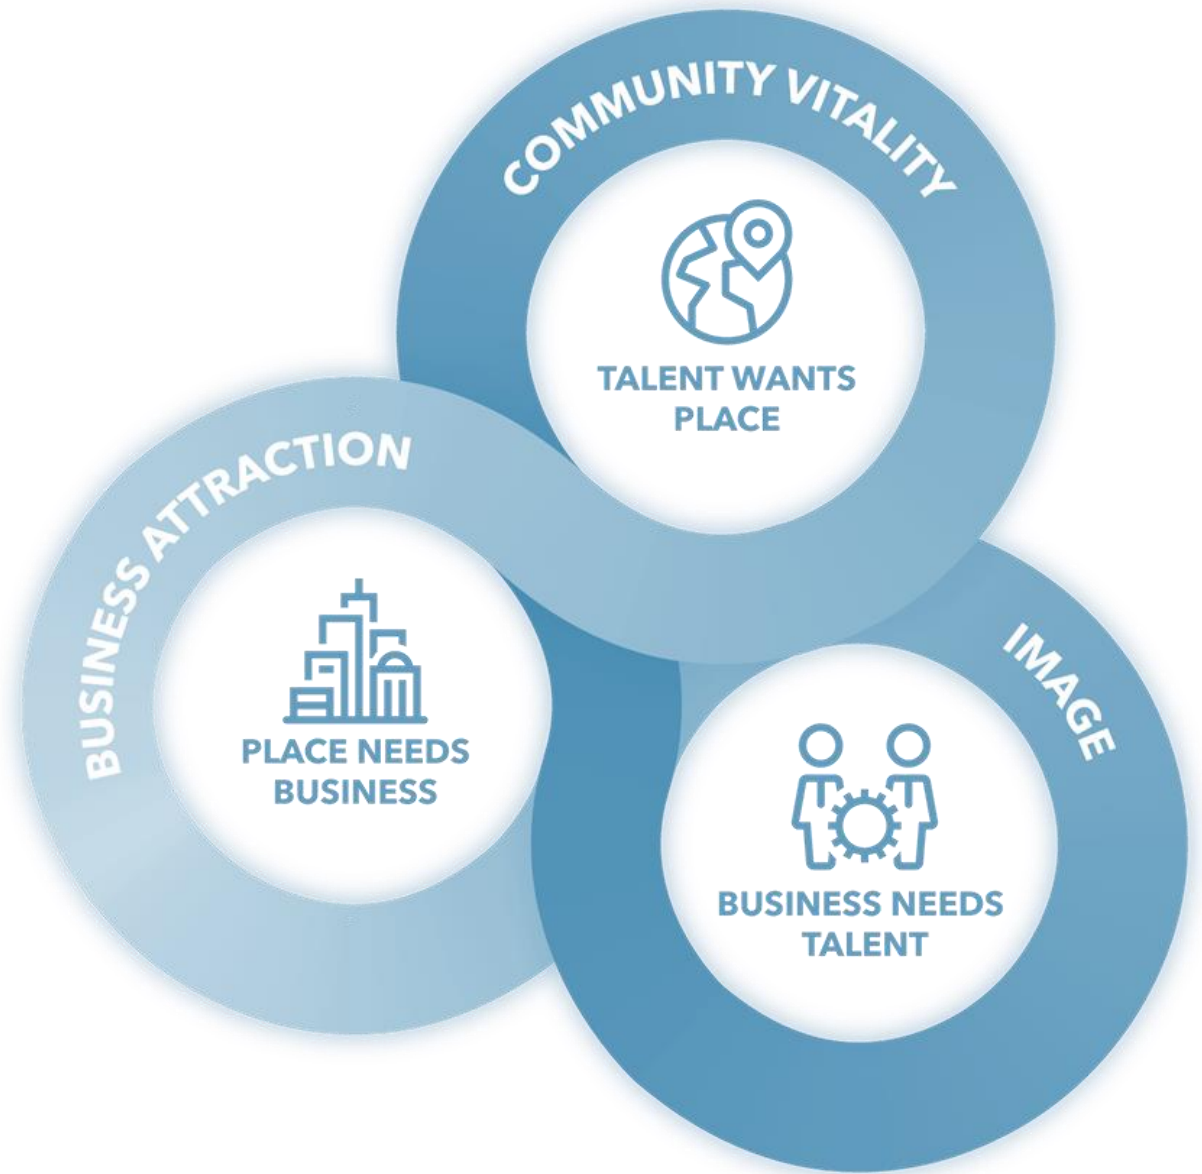 COMMUNITY VITALITY
TALENT WANTS
PLACE
BUSINESS ATTRACTION
PLACE NEEDS
BUSINESS
IMAGE
BUSINESS NEEDS
TALENT